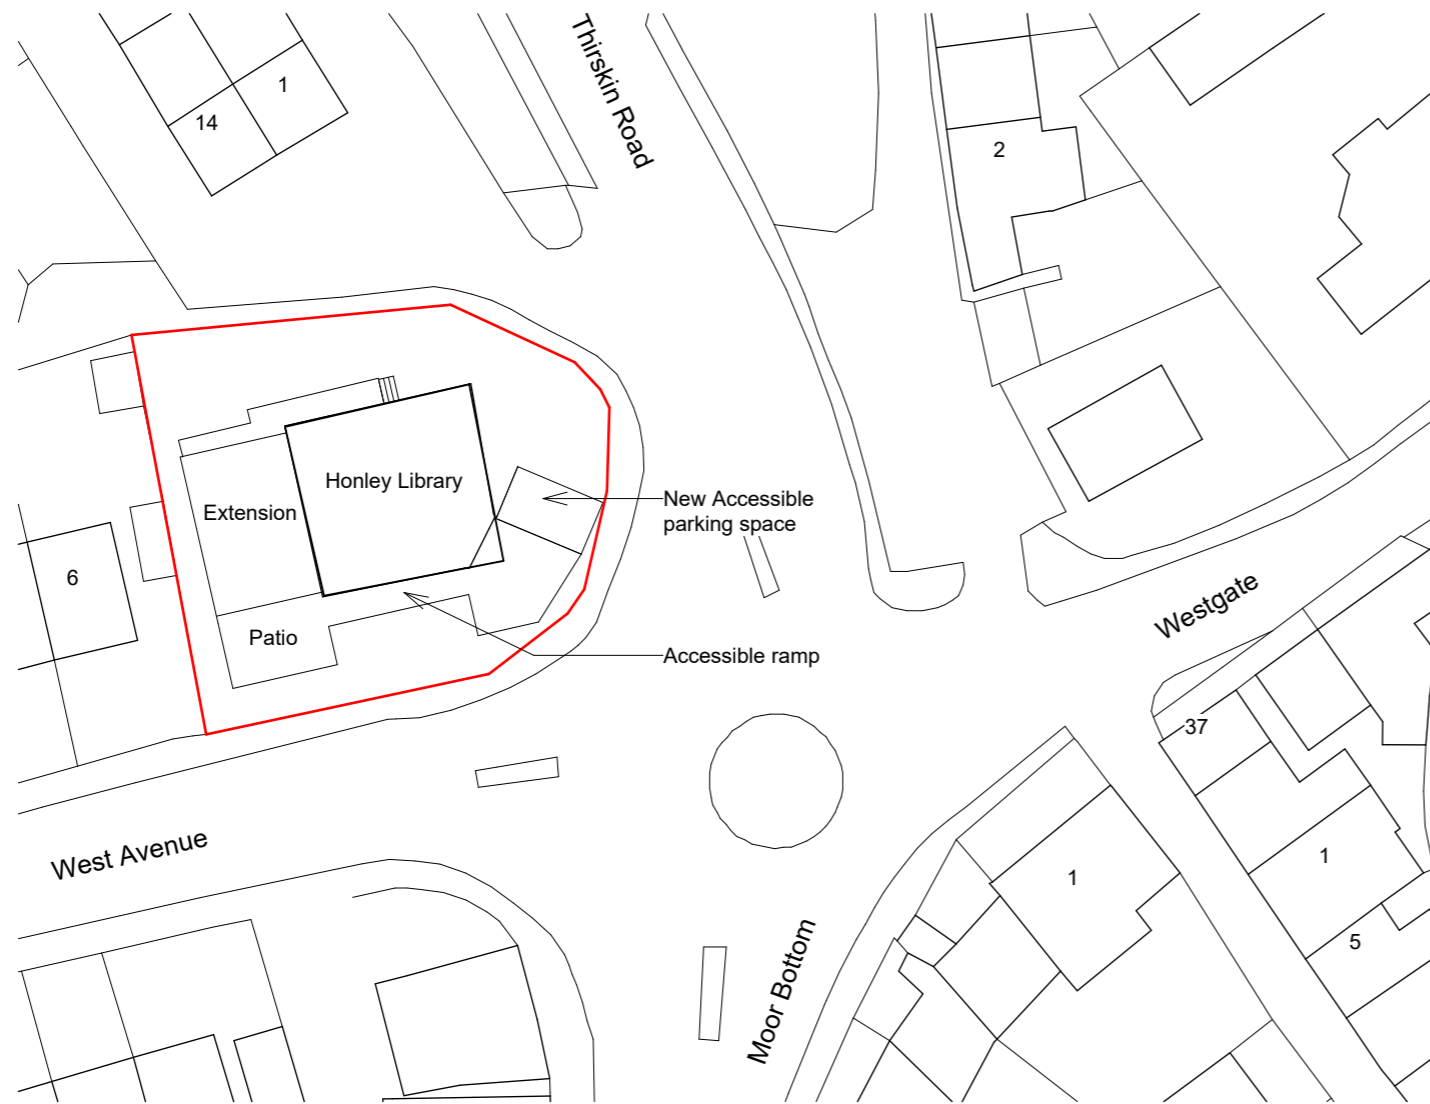 Thirskin Road
1
14
2
Honley Library
New Accessible
parking space
Extension
6
Westgate
Patio
Accessible ramp
37
West Avenue
1
1
5
Moor Bottom